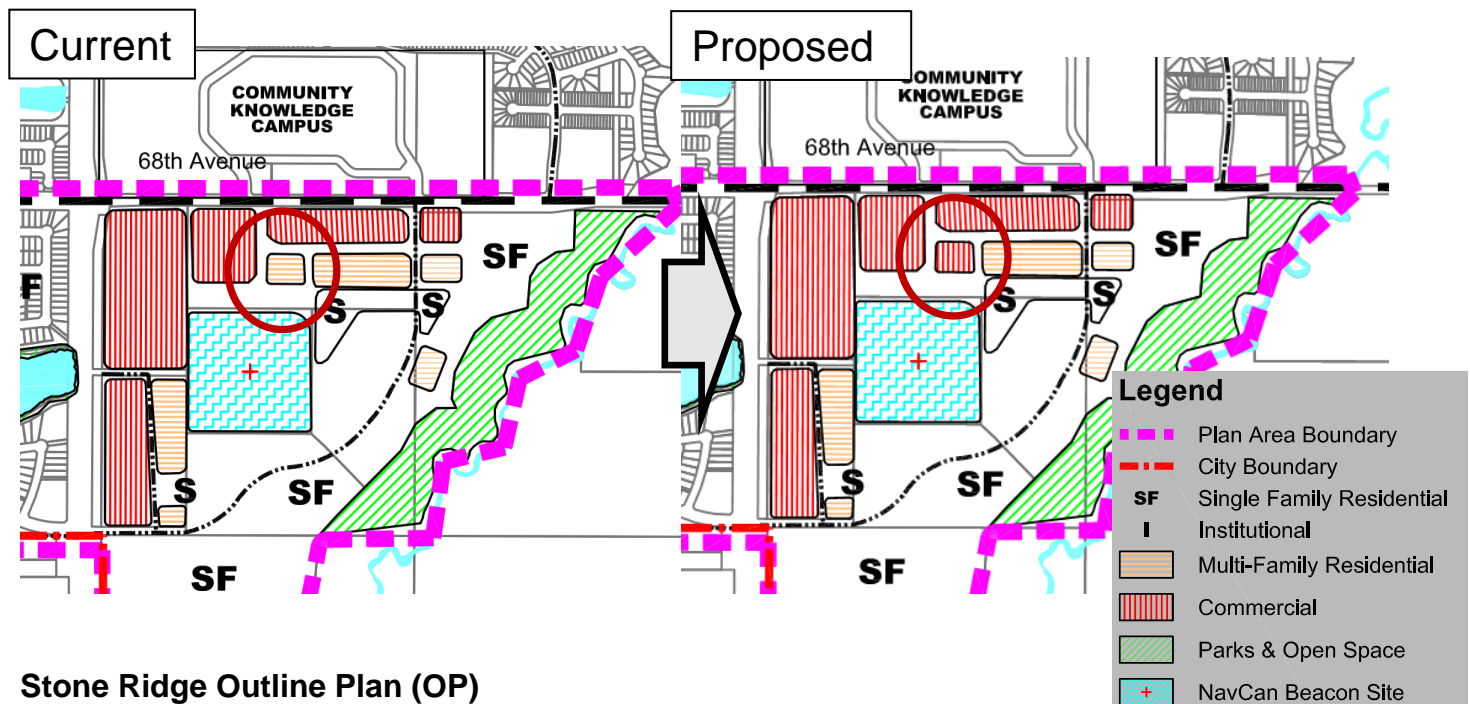 Current
COMMUNITY
KNOWLEDGE
CAMPUS
68th Avenue
SF
F
S
S
S
SF
SF
Proposed
COMMUNITY
KNOWLEDGE
CAMPUS
68th Avenue
SF
S
S
S
SF
SF
Legend
Plan Area Boundary
City Boundary
SF Single Family Residential
I Institutional
Multi-Family Residential
Commercial
Parks & Open Space
NavCan Beacon Site
Stone Ridge Outline Plan (OP)